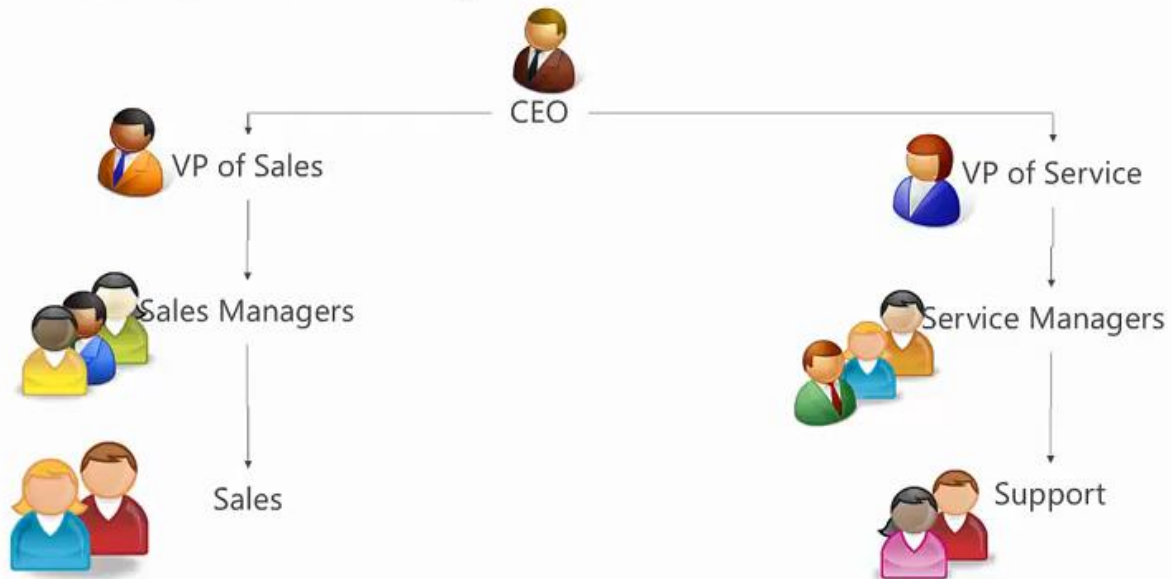 CEO
VP of Sales
VP of Service
Sales Managers
Service Managers
Sales
Support